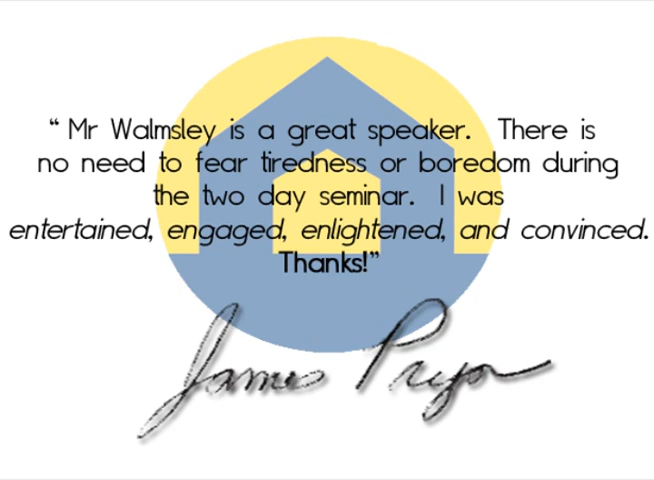 “ Mr Walmsley is a great speaker. There is
no need to fear tiredness or boredom during
the two day seminar. I was
entertained, engaged, enlightened, and convinced.
Thanks!”
James Pryor